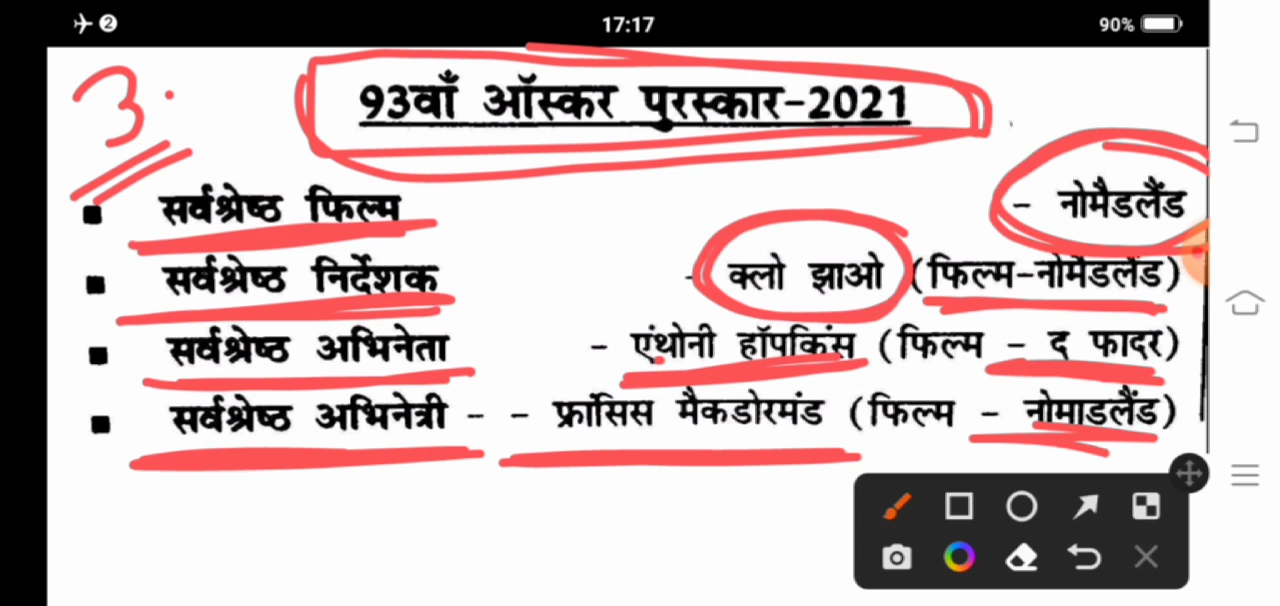 2 17:17 90%
3.
93वाँ ऑस्कर पुरस्कार-2021
■ सर्वश्रेष्ठ फिल्म - नोमैडलैंड
■ सर्वश्रेष्ठ निर्देशक - क्लो झाओ (फिल्म-नोमैडलैंड)
■ सर्वश्रेष्ठ अभिनेता - एंथोनी हॉपकिंस (फिल्म - द फादर)
■ सर्वश्रेष्ठ अभिनेत्री - - फ्रांसिस मैकडोरमंड (फिल्म - नोमाडलैंड)